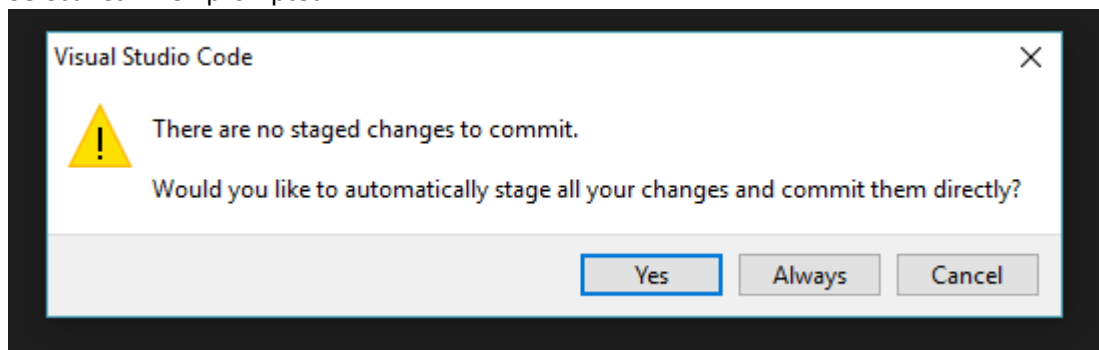 Visual Studio Code
There are no staged changes to commit.
Would you like to automatically stage all your changes and commit them directly?
Yes Always Cancel